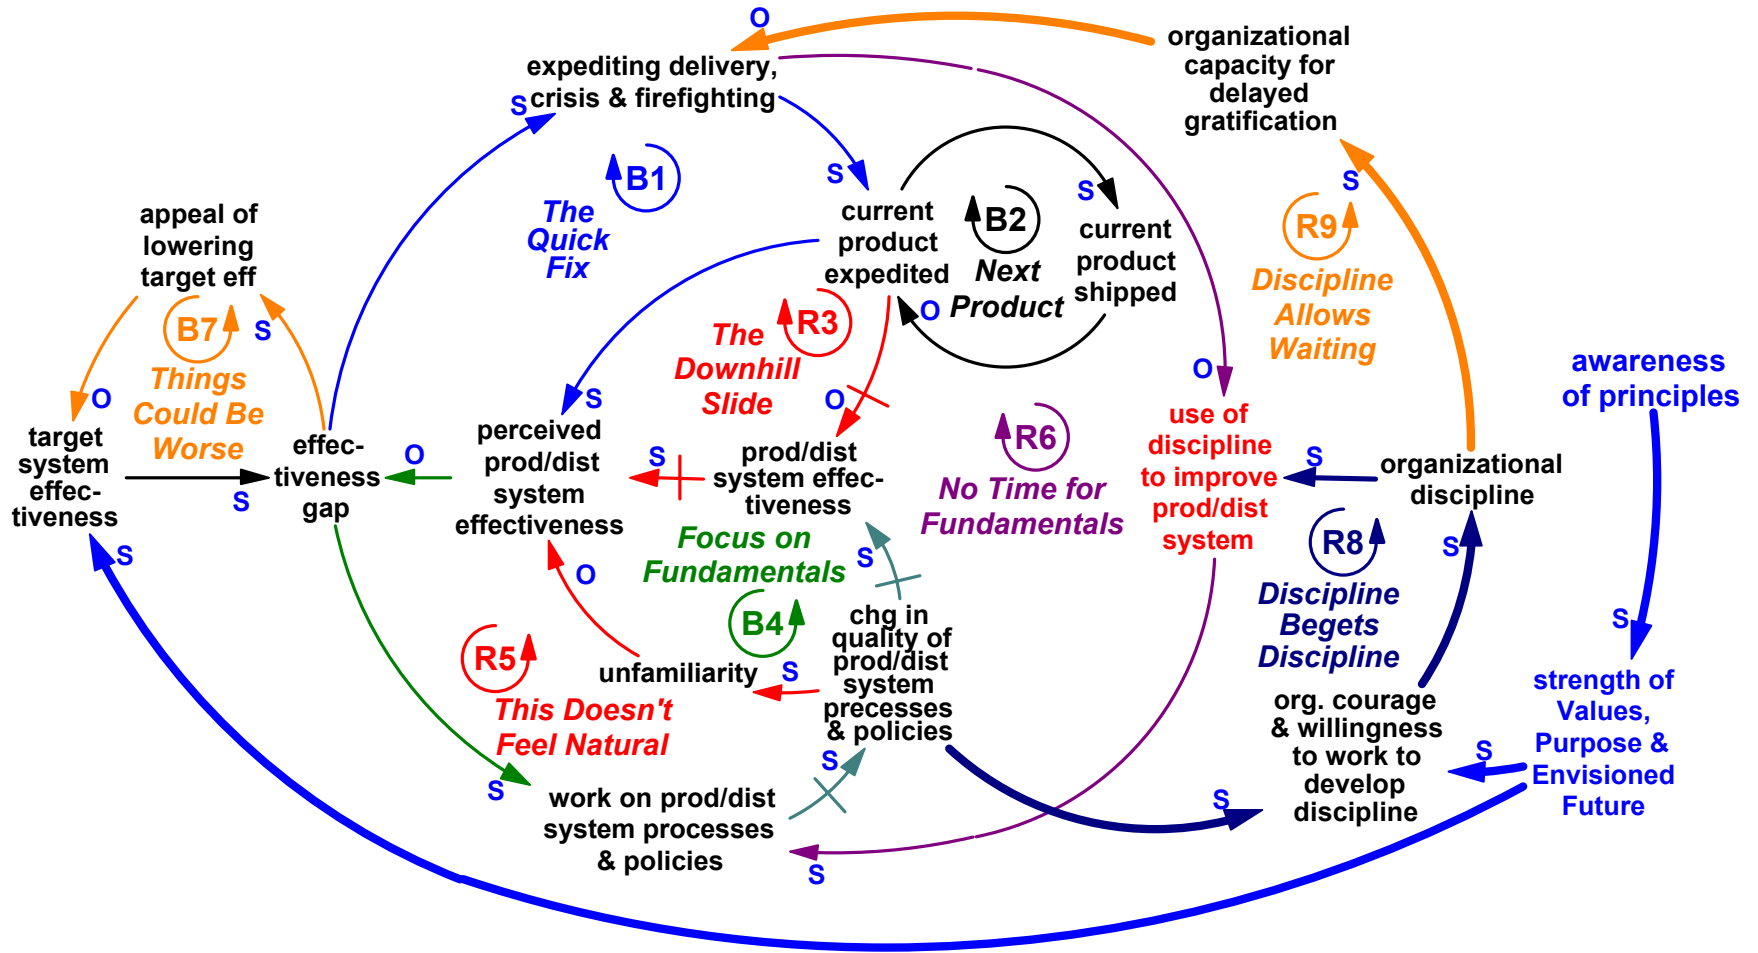 O
organizational
capacity for
delayed
gratification
expediting delivery,
crisis & firefighting
S
S
B1
The
Quick
Fix
S
B2
Next
Product
current
product
expedited
current
product
shipped
S
O
R9
Discipline
Allows
Waiting
S
appeal of
lowering
target eff
B7
Things
Could Be
Worse
S
O
R3
The
Downhill
Slide
O
S
O
awareness
of principles
target
system
effec-
tiveness
S
effec-
tiveness
gap
O
perceived
prod/dist
system
effectiveness
S
prod/dist
system effec-
tiveness
R6
No Time for
Fundamentals
use of
discipline
to improve
prod/dist
system
S
organizational
discipline
S
Focus on
Fundamentals
B4
S
O
R8
Discipline
Begets
Discipline
S
S
R5
This Doesn't
Feel Natural
unfamiliarity
S
chg in
quality of
prod/dist
system
precesses
& policies
org. courage
& willingness
to work to
develop
discipline
strength of
Values,
Purpose &
Envisioned
Future
S
S
S
S
work on prod/dist
system processes
& policies
S